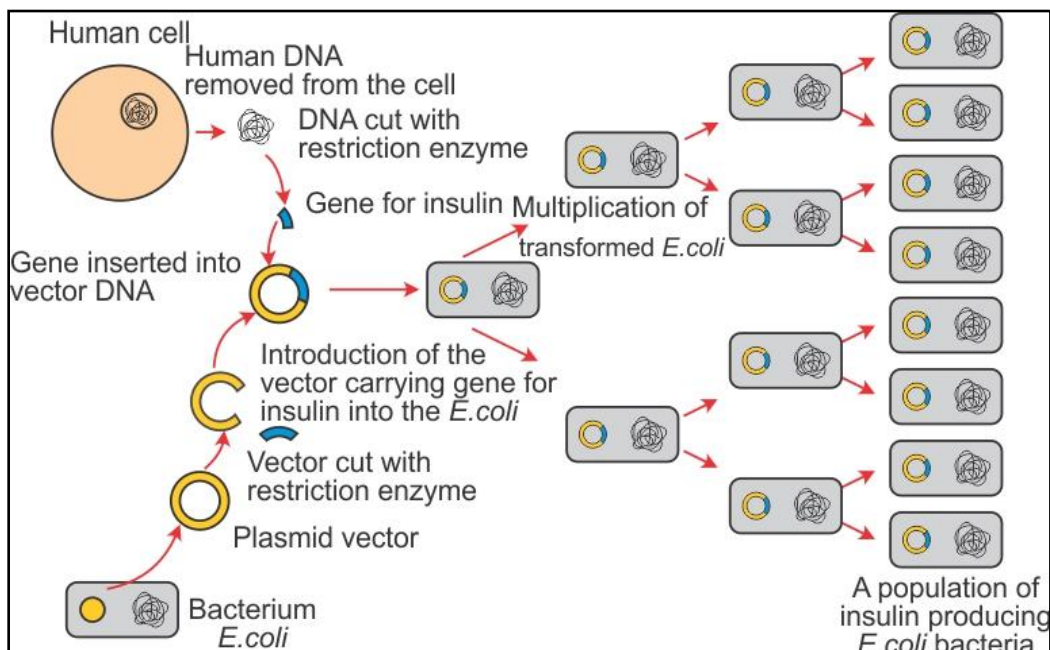 Human cell
Human DNA
removed from the cell
DNA cut with
restriction enzyme
Gene for insulin
Multiplication of
transformed E.coli
Gene inserted into
vector DNA
Introduction of the
vector carrying gene for
insulin into the E.coli
Vector cut with
restriction enzyme
Plasmid vector
Bacterium
E.coli
A population of
insulin producing
E.coli bacteria